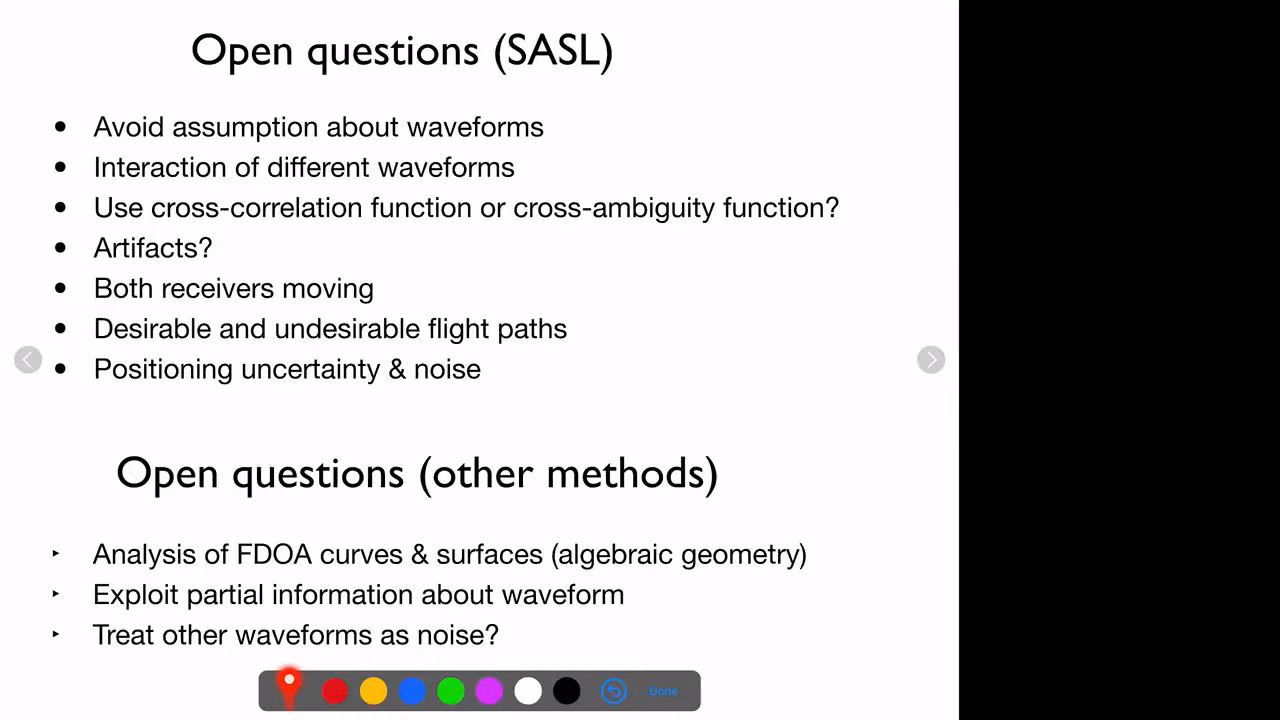 Open questions (SASL)
• Avoid assumption about waveforms
• Interaction of different waveforms
• Use cross-correlation function or cross-ambiguity function?
• Artifacts?
• Both receivers moving
• Desirable and undesirable flight paths
• Positioning uncertainty & noise
Open questions (other methods)
‣ Analysis of FDOA curves & surfaces (algebraic geometry)
‣ Exploit partial information about waveform
‣ Treat other waveforms as noise?
Done